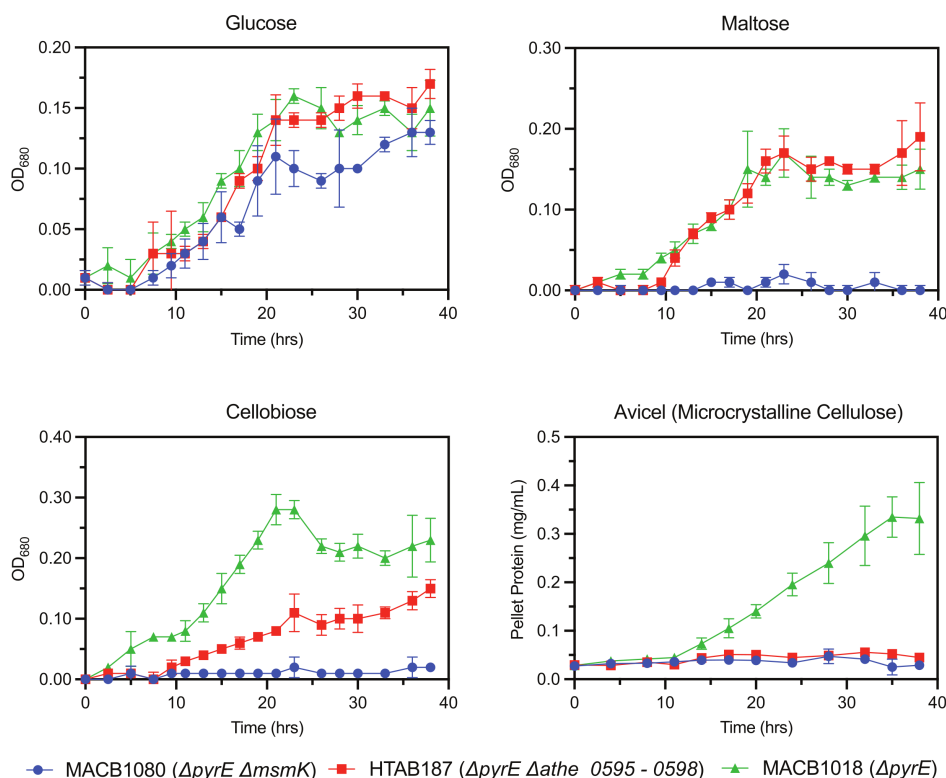 Glucose
0.20
0.15
0.10
0.05
0.00
OD680
0 10 20 30 40
Time (hrs)
Maltose
0.30
0.20
0.10
0.00
OD680
0 10 20 30 40
Time (hrs)
Cellobiose
0.40
0.30
0.20
0.10
0.00
OD680
0 10 20 30 40
Time (hrs)
Avicel (Microcrystalline Cellulose)
0.5
0.4
0.3
0.2
0.1
0.0
Pellet Protein (mg/mL)
0 10 20 30 40
Time (hrs)
MACB1080 (ΔpyrE ΔmsmK) HTAB187 (ΔpyrE Δathe 0595 - 0598) MACB1018 (ΔpyrE)